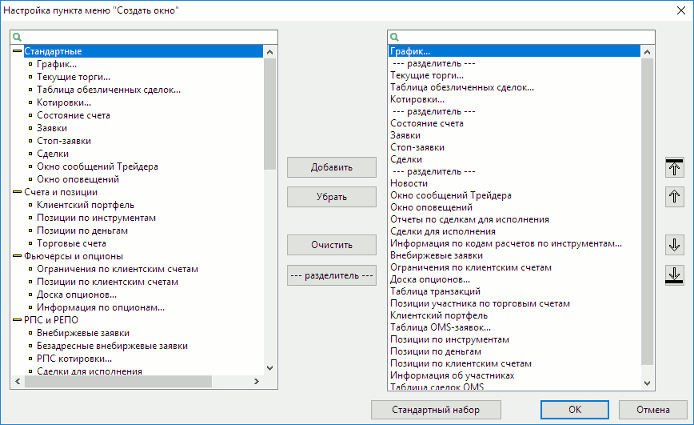 Настройка пункта меню "Создать окно"
Стандартные
График...
Текущие торги...
Таблица обезличенных сделок...
Котировки...
Состояние счета
Заявки
Стоп-заявки
Сделки
Окно сообщений Трейдера
Окно оповещений
Счета и позиции
Клиентский портфель
Позиции по инструментам
Позиции по деньгам
Торговые счета
Фьючерсы и опционы
Ограничения по клиентским счетам
Позиции по клиентским счетам
Доска опционов...
Информация по опционам...
РПС и РЕПО
Внебиржевые заявки
Безадресные внебиржевые заявки
РПС котировки...
Сделки для исполнения
Добавить
Убрать
Очистить
--- разделитель ---
График...
--- разделитель ---
Текущие торги...
Таблица обезличенных сделок...
Котировки...
--- разделитель ---
Состояние счета
Заявки
Стоп-заявки
Сделки
--- разделитель ---
Новости
Окно сообщений Трейдера
Окно оповещений
Отчеты по сделкам для исполнения
Сделки для исполнения
Информация по кодам расчетов по инструментам...
Внебиржевые заявки
Ограничения по клиентским счетам
Доска опционов...
Таблица транзакций
Позиции участника по торговым счетам
Клиентский портфель
Таблица OMS-заявок...
Позиции по инструментам
Позиции по деньгам
Позиции по клиентским счетам
Информация об участниках
Таблица сделок OMS
Стандартный набор
OK
Отмена